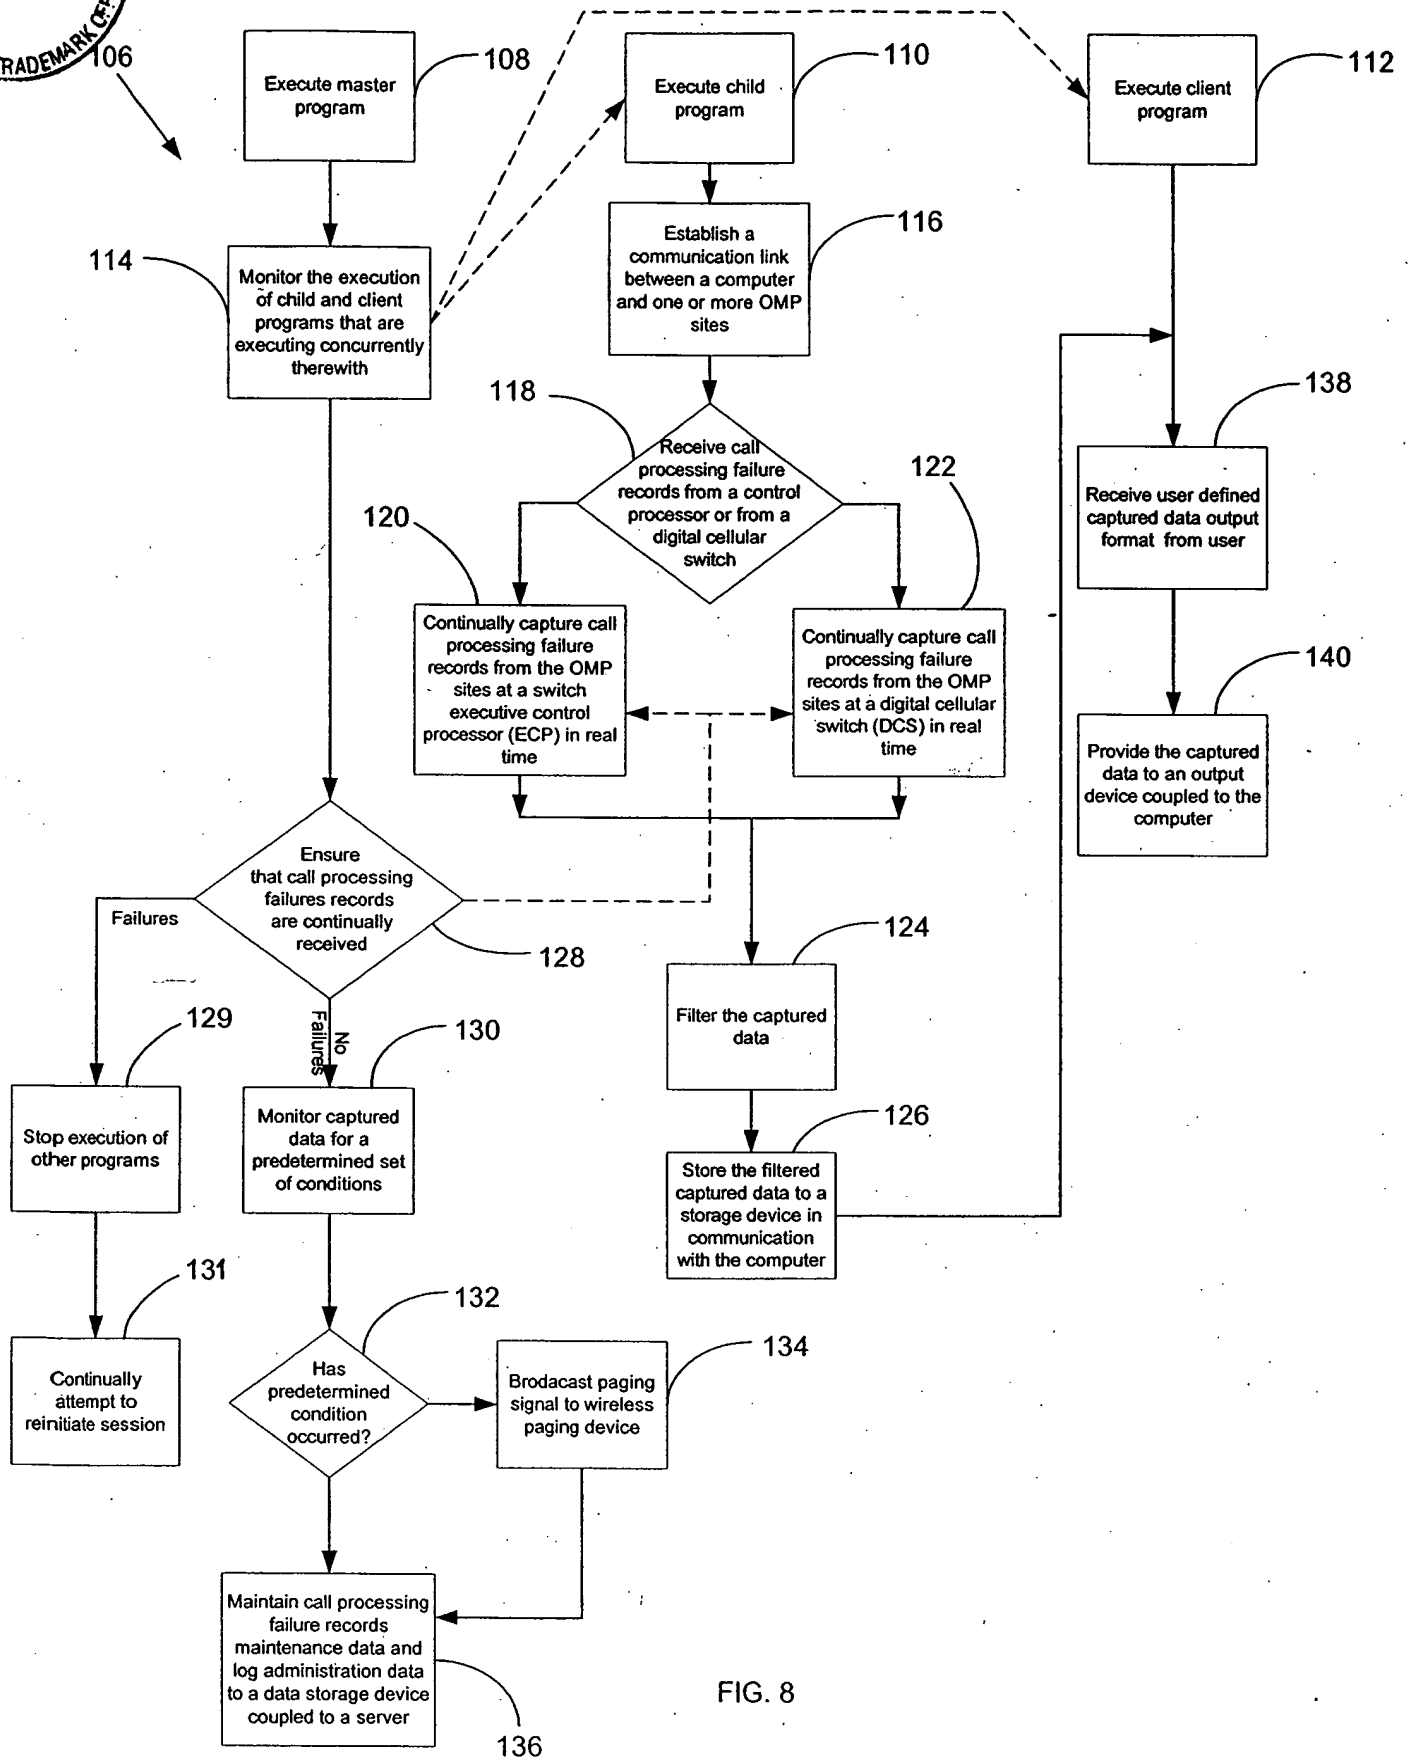 RADEMARK OFF
106
108
110
112
Execute master
program
Execute child
program
Execute client
program
114
Monitor the execution
of child and client
programs that are
executing concurrently
therewith
116
Establish a
communication link
between a computer
and one or more OMP
sites
118
Receive call
processing failure
records from a control
processor or from a
digital cellular
switch
120
122
138
Receive user defined
captured data output
format from user
Continually capture call
processing failure
records from the OMP
sites at a switch
executive control
processor (ECP) in real
time
Continually capture call
processing failure
records from the OMP
sites at a digital cellular
switch (DCS) in real
time
140
Provide the captured
data to an output
device coupled to the
computer
Ensure
that call processing
failures records
are continually
received
Failures
128
No
Failures
124
Filter the captured
data
129
Stop execution of
other programs
130
Monitor captured
data for a
predetermined set
of conditions
126
Store the filtered
captured data to a
storage device in
communication
with the computer
131
Continually
attempt to
reinitiate session
132
Has
predetermined
condition
occurred?
134
Brodacast paging
signal to wireless
paging device
Maintain call processing
failure records
maintenance data and
log administration data
to a data storage device
coupled to a server
136
FIG. 8